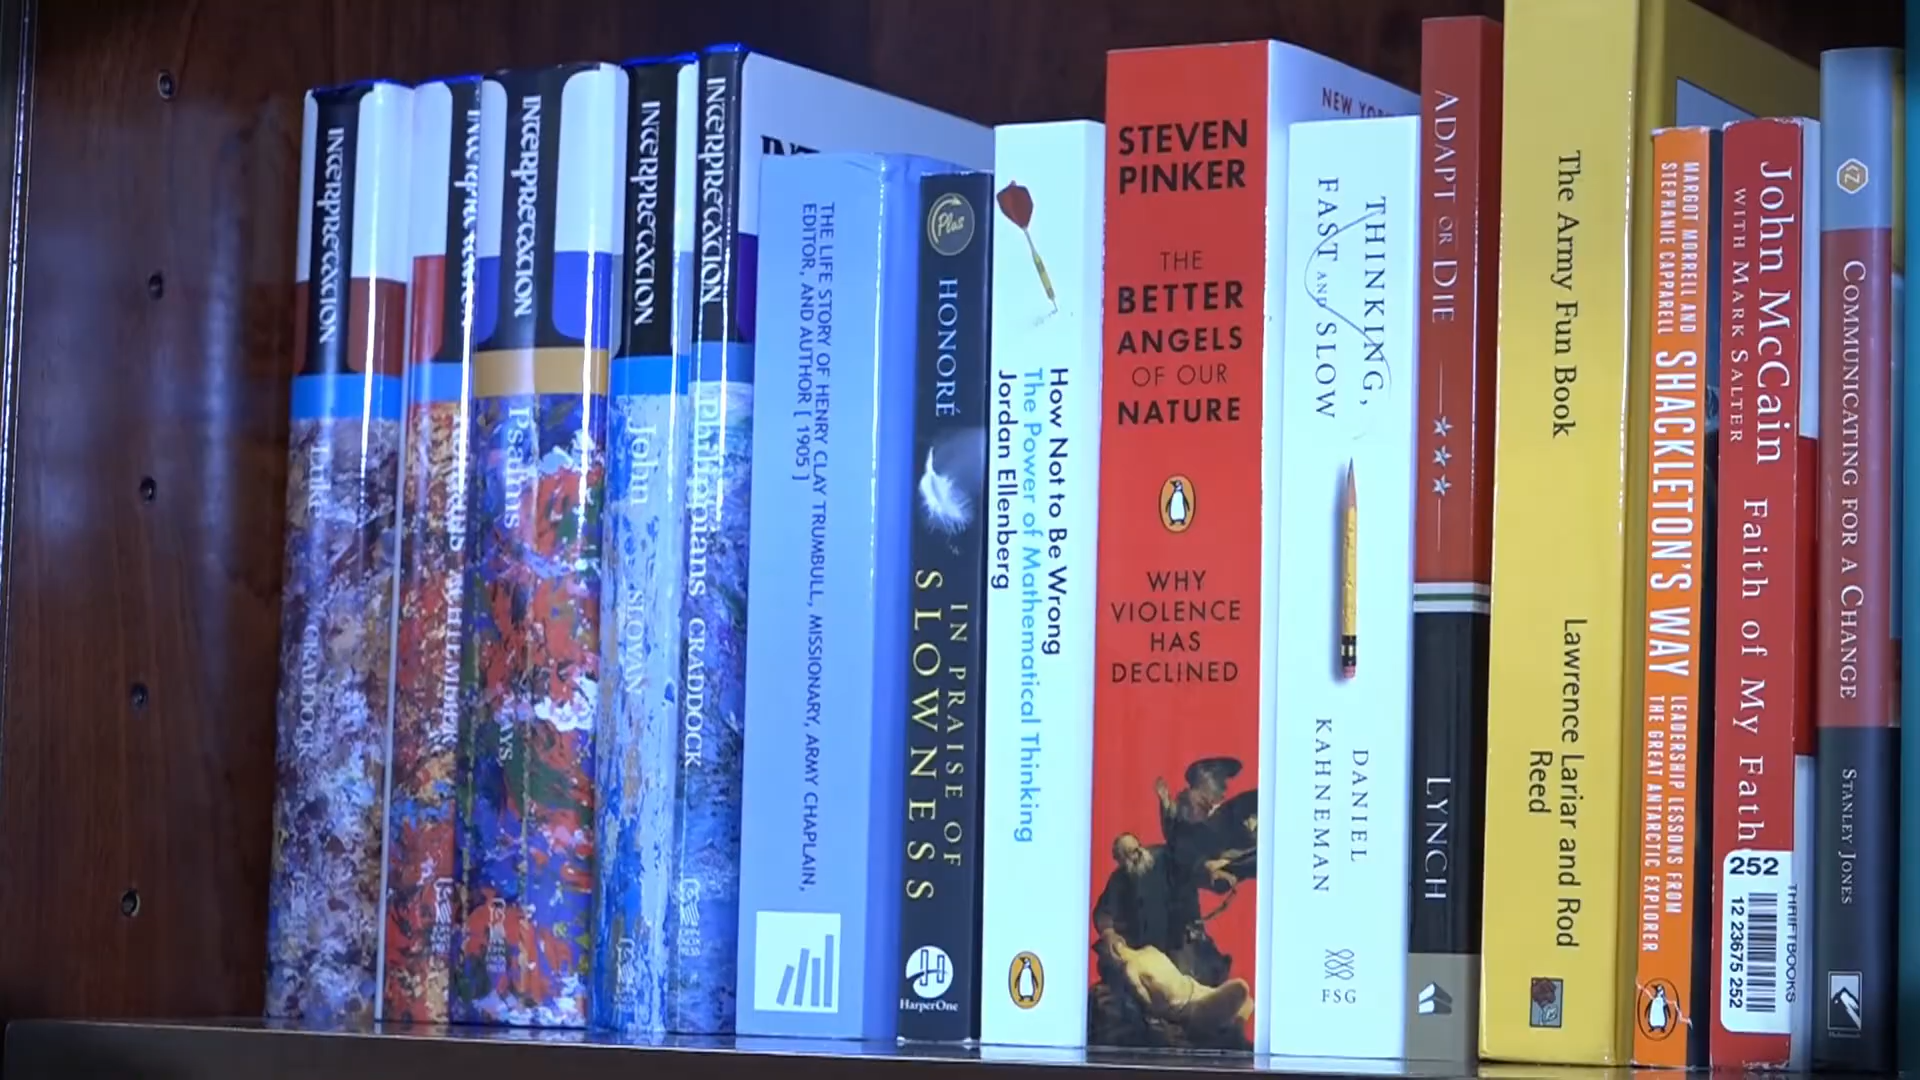 INTERPRETATION
Luke
CRADDOCK
INTERPRETATION
ACHTEMEIER
INTERPRETATION
Psalms
MAYS
INTERPRETATION
John
SLOYAN
INTERPRETATION
Philippians
CRADDOCK
THE LIFE STORY OF HENRY CLAY TRUMBULL, MISSIONARY, ARMY CHAPLAIN,
EDITOR, AND AUTHOR [ 1905 ]
Plus
HONORÉ
IN PRAISE OF
SLOWNESS
HarperOne
How Not to Be Wrong
The Power of Mathematical Thinking
Jordan Ellenberg
STEVEN
PINKER
THE
BETTER
ANGELS
OF OUR
NATURE
WHY
VIOLENCE
HAS
DECLINED
NEW YOR
THINKING,
FAST AND SLOW
DANIEL
KAHNEMAN
FSG
ADAPT OR DIE
LYNCH
The Army Fun Book
Lawrence Lariar and Rod
Reed
MARGOT MORRELL AND
STEPHANIE CAPPARELL
SHACKLETON'S WAY
LEADERSHIP LESSONS FROM
THE GREAT ANTARCTIC EXPLORER
John McCain
WITH MARK SALTER
Faith of My Fath
252
THRIFTBOOKS
12 23675 252
COMMUNICATING FOR A CHANGE
STANLEY JONES